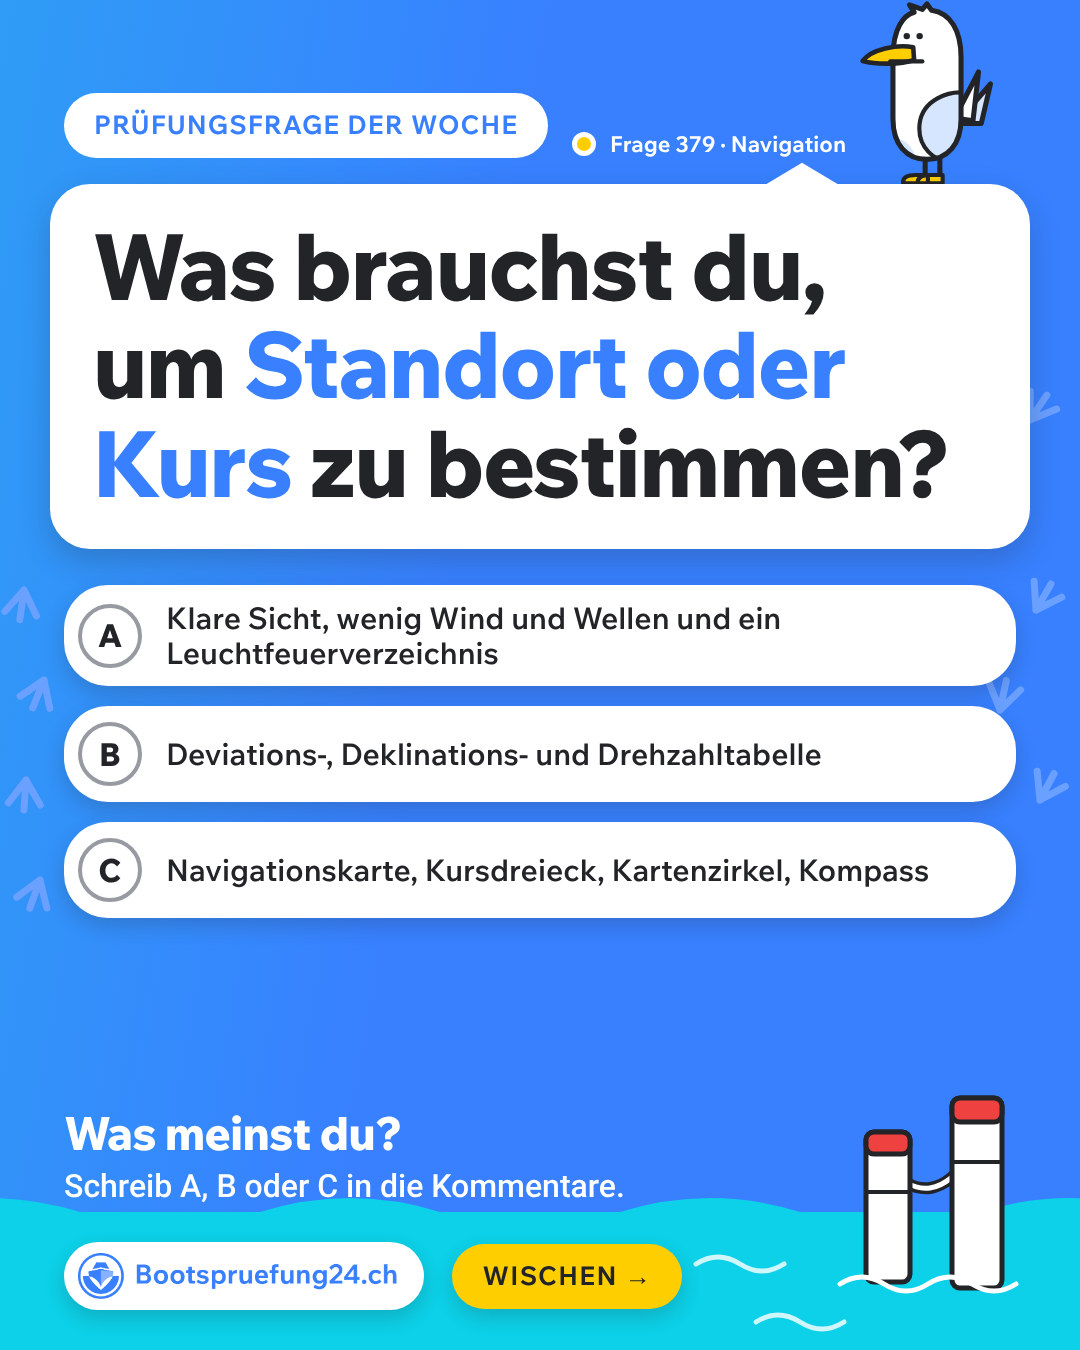 PRÜFUNGSFRAGE DER WOCHE
Frage 379 · Navigation
Was brauchst du,
um Standort oder
Kurs zu bestimmen?
A
Klare Sicht, wenig Wind und Wellen und ein
Leuchtfeuerverzeichnis
B
Deviations-, Deklinations- und Drehzahltabelle
C
Navigationskarte, Kursdreieck, Kartenzirkel, Kompass
Was meinst du?
Schreib A, B oder C in die Kommentare.
Bootspruefung24.ch
WISCHEN →